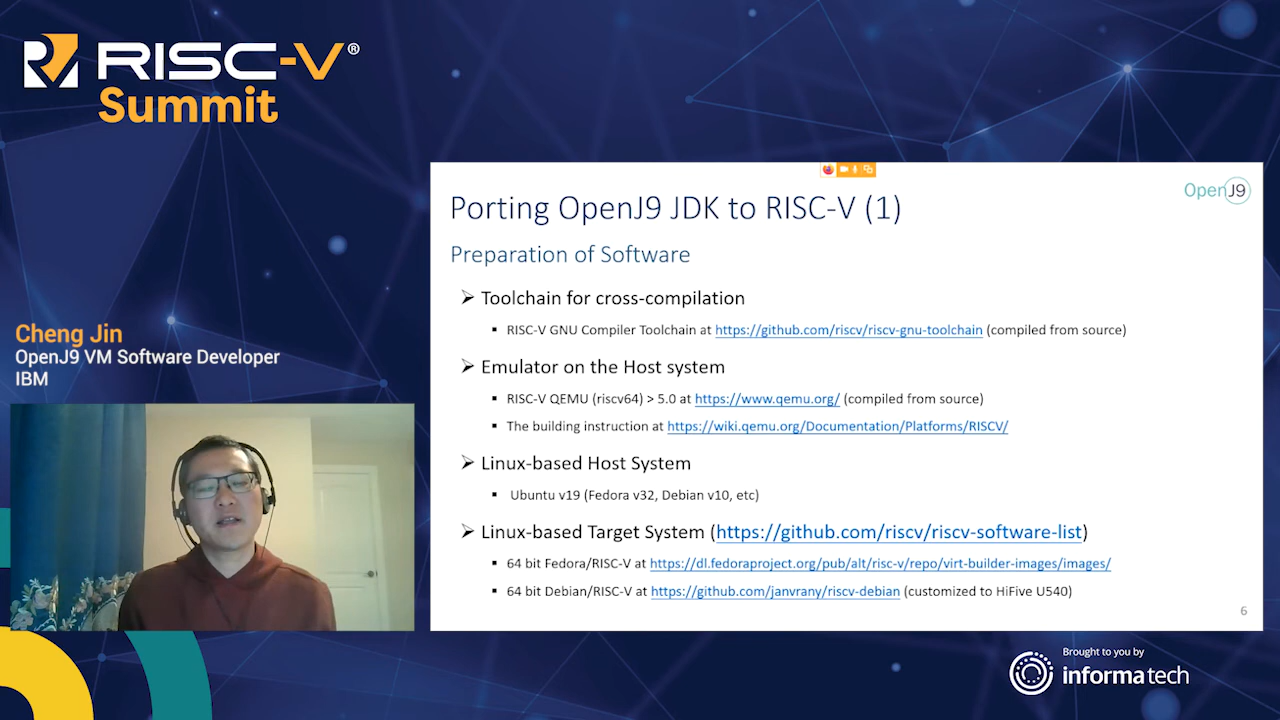 RISC-V®
Summit
Cheng Jin
OpenJ9 VM Software Developer
IBM
OpenJ9
Porting OpenJ9 JDK to RISC-V (1)
Preparation of Software
➢ Toolchain for cross-compilation
▪ RISC-V GNU Compiler Toolchain at https://github.com/riscv/riscv-gnu-toolchain (compiled from source)
➢ Emulator on the Host system
▪ RISC-V QEMU (riscv64) > 5.0 at https://www.qemu.org/ (compiled from source)
▪ The building instruction at https://wiki.qemu.org/Documentation/Platforms/RISCV/
➢ Linux-based Host System
▪ Ubuntu v19 (Fedora v32, Debian v10, etc)
➢ Linux-based Target System (https://github.com/riscv/riscv-software-list)
▪ 64 bit Fedora/RISC-V at https://dl.fedoraproject.org/pub/alt/risc-v/repo/virt-builder-images/images/
▪ 64 bit Debian/RISC-V at https://github.com/janvrany/riscv-debian (customized to HiFive U540)
6
Brought to you by
informa tech